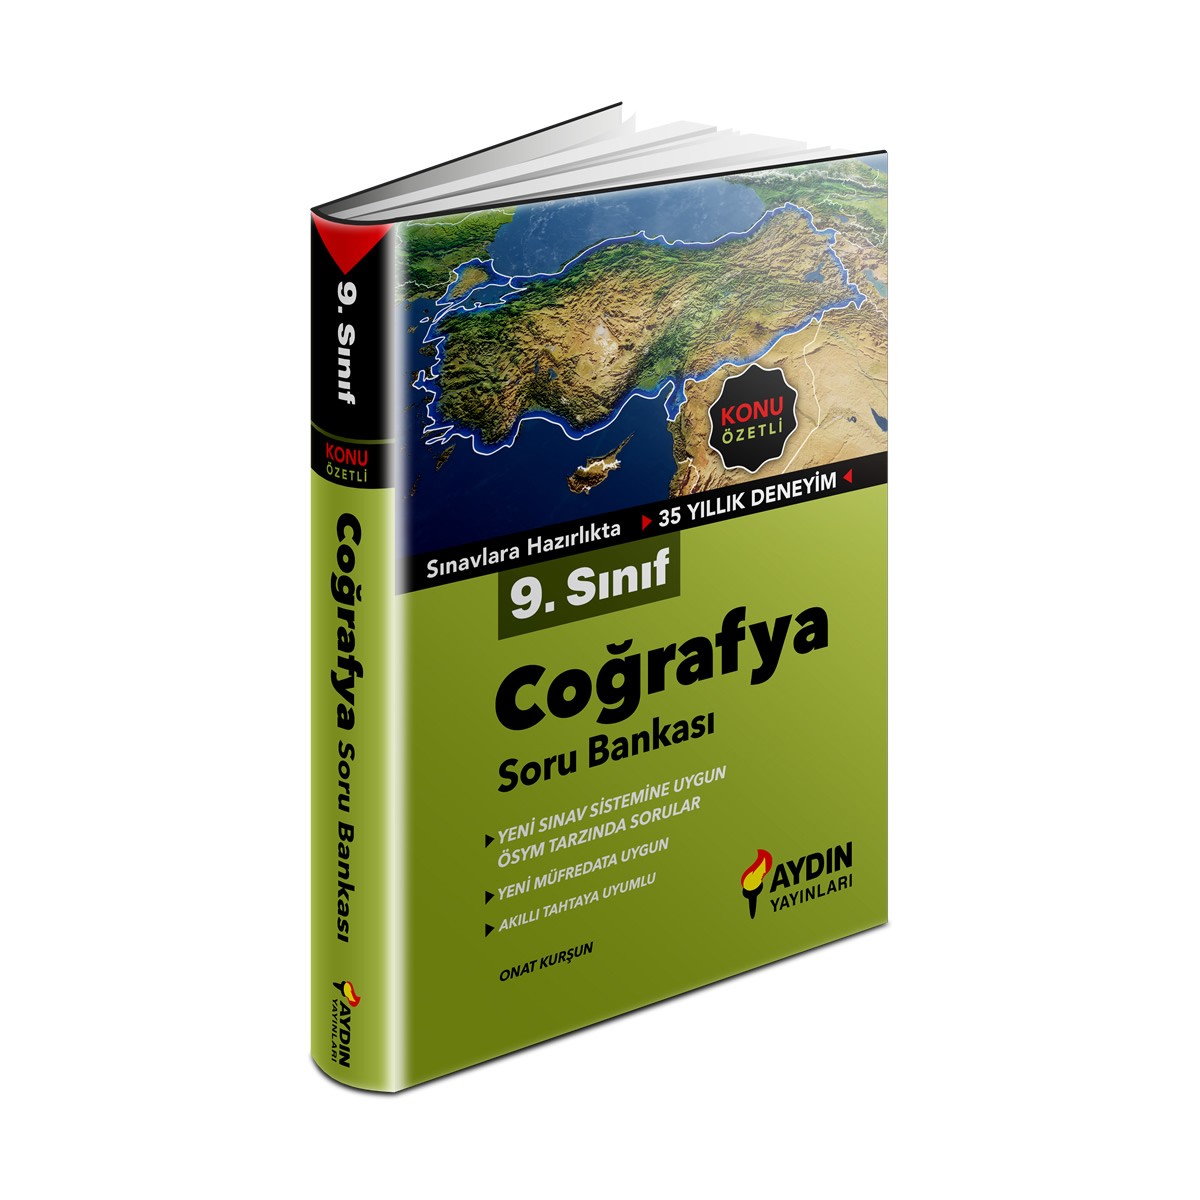 9. Sınıf
KONU
ÖZETLİ
Coğrafya Soru Bankası
AYDIN
YAYINLARI
KONU
ÖZETLİ
Sınavlara Hazırlıkta 35 YILLIK DENEYİM
9. Sınıf
Coğrafya
Soru Bankası
YENİ SINAV SİSTEMİNE UYGUN
ÖSYM TARZINDA SORULAR
YENİ MÜFREDATA UYGUN
AKILLI TAHTAYA UYUMLU
ONAT KURŞUN
AYDIN
YAYINLARI